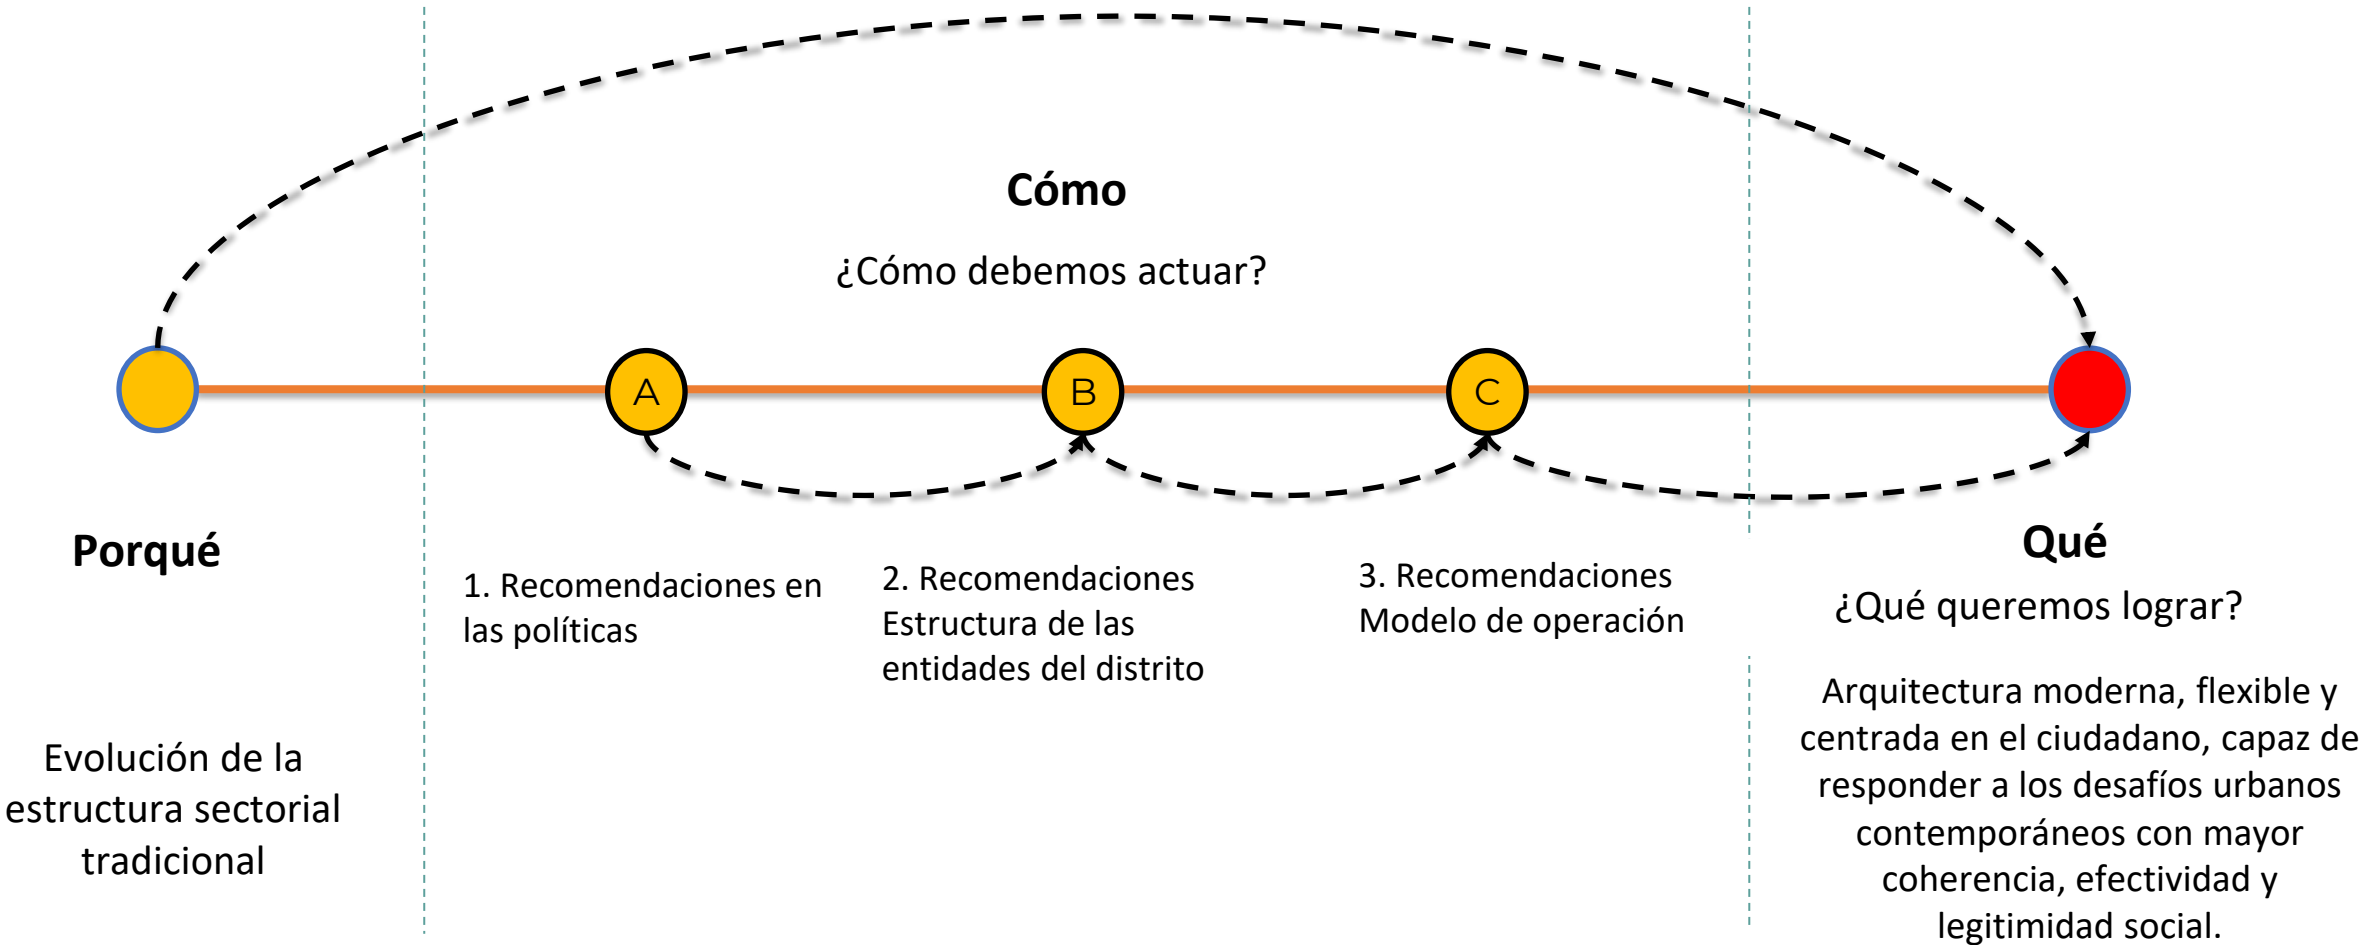 Cómo
¿Cómo debemos actuar?
A
B
C
Porqué
Evolución de la
estructura sectorial
tradicional
1. Recomendaciones en
las políticas
2. Recomendaciones
Estructura de las
entidades del distrito
3. Recomendaciones
Modelo de operación
Qué
¿Qué queremos lograr?
Arquitectura moderna, flexible y
centrada en el ciudadano, capaz de
responder a los desafíos urbanos
contemporáneos con mayor
coherencia, efectividad y
legitimidad social.